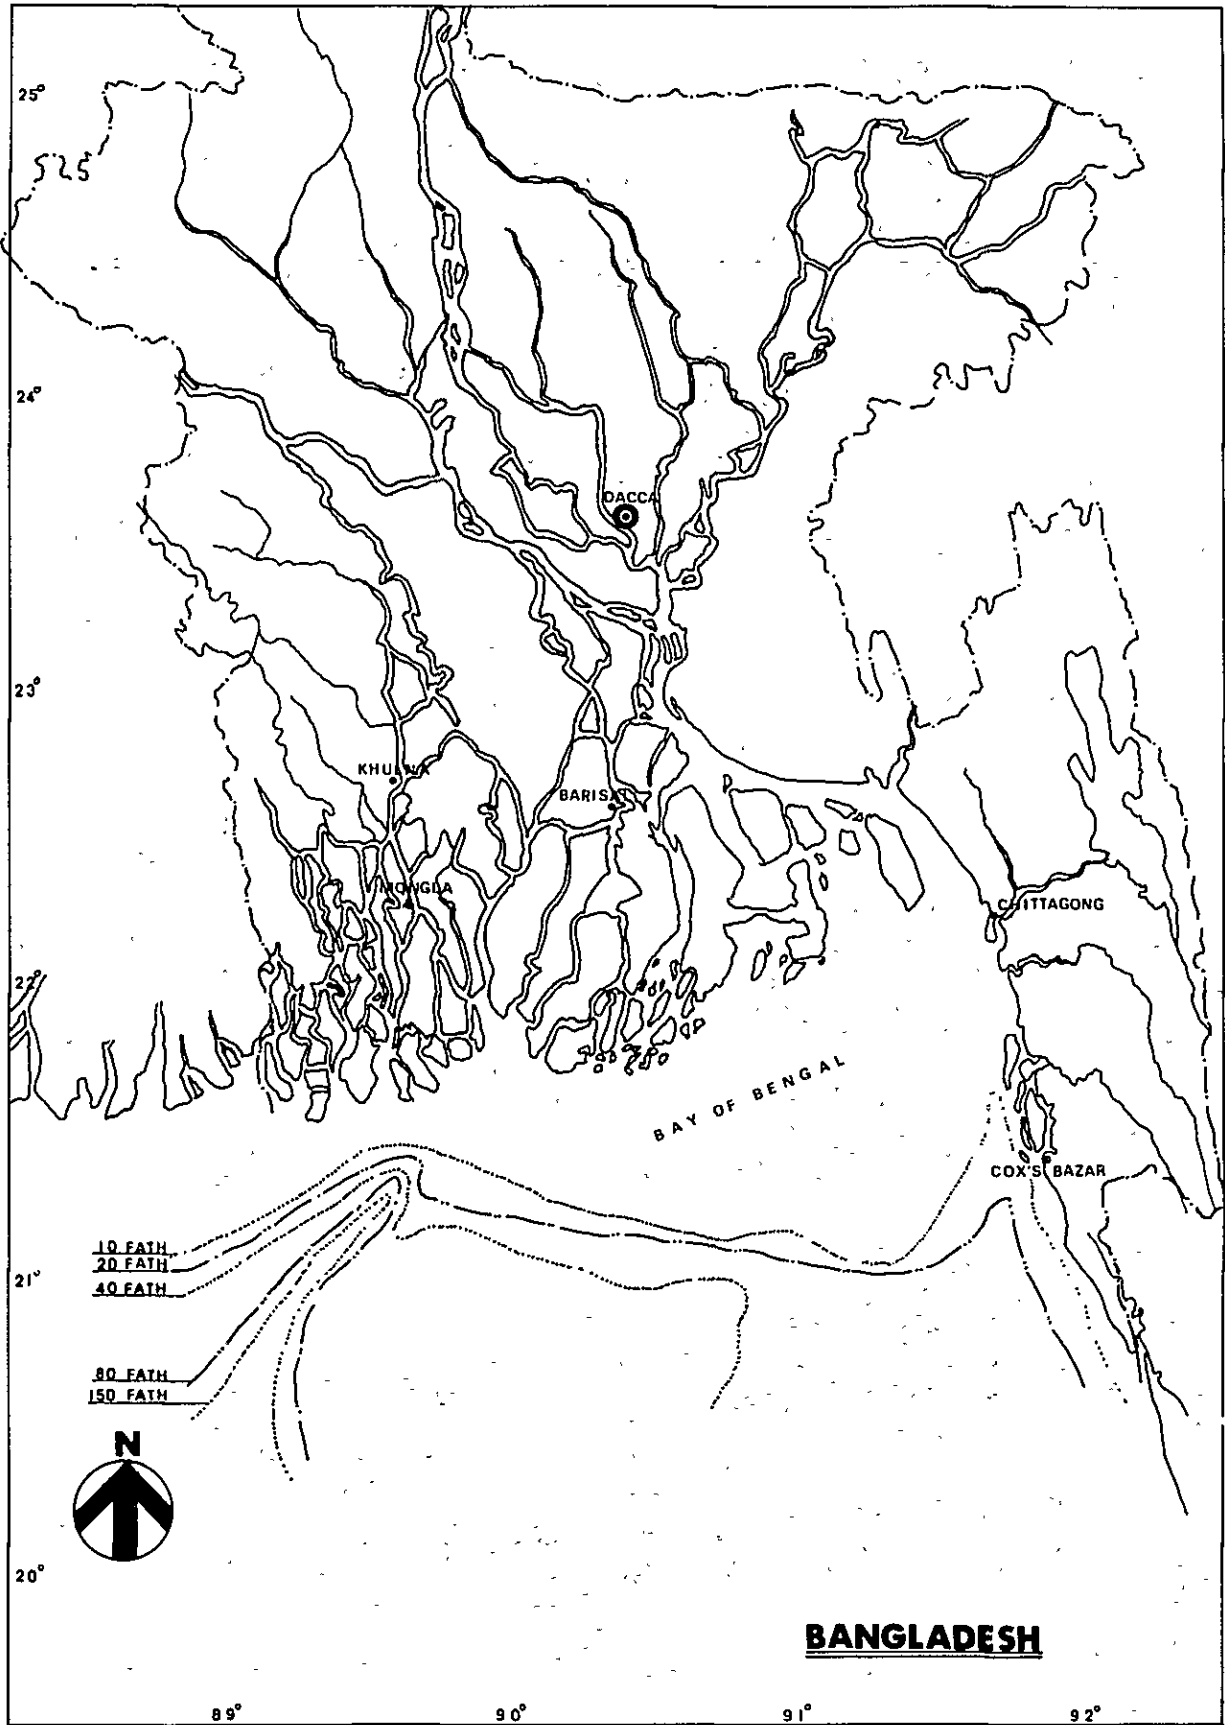 25°
525
24°
DACCA
23°
KHULNA
BARISAL
MONGLA
CHITTAGONG
22°
BAY OF BENGAL
COX'S BAZAR
10 FATH
20 FATH
21°
40 FATH
80 FATH
150 FATH
N
20°
BANGLADESH
89° 90° 91° 92°